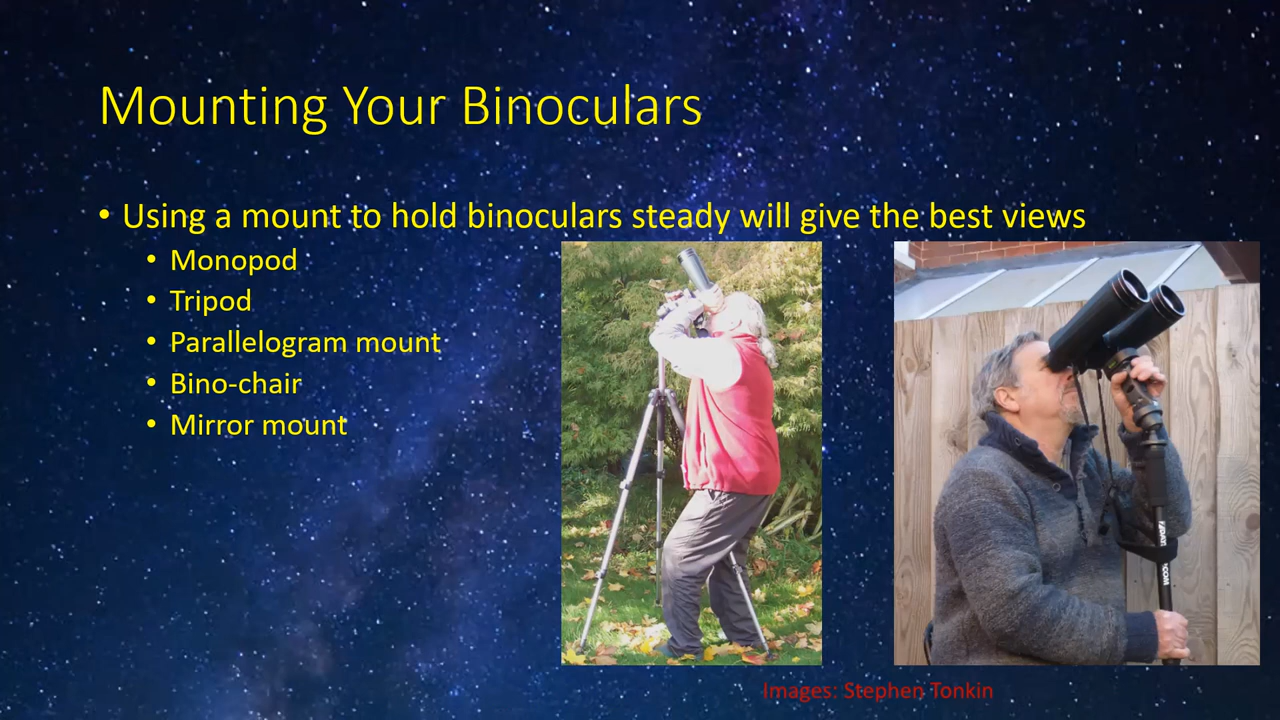 Mounting Your Binoculars
• Using a mount to hold binoculars steady will give the best views
• Monopod
• Tripod
• Parallelogram mount
• Bino-chair
• Mirror mount
Images: Stephen Tonkin